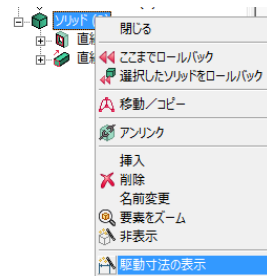 ソリッド
直
直
閉じる
ここまでロールバック
選択したソリッドをロールバック
移動／コピー
アンリンク
挿入
削除
名前変更
要素をズーム
非表示
駆動寸法の表示